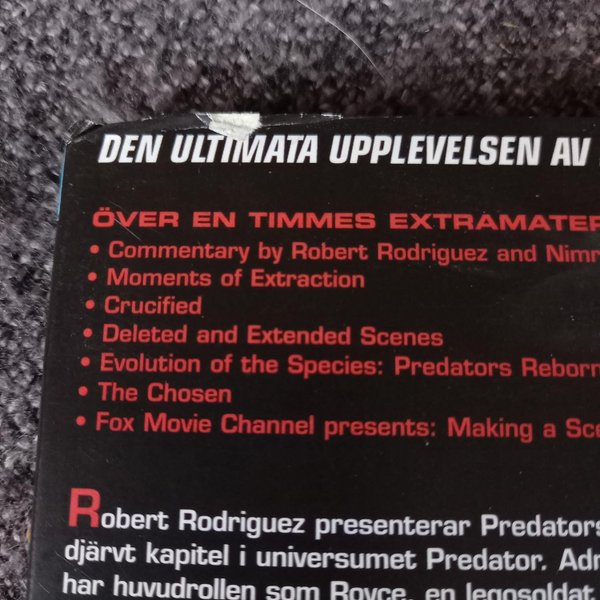 DEN ULTIMATA UPPLEVELSEN AV
ÖVER EN TIMMES EXTRAMATER
• Commentary by Robert Rodriguez and Nimr
• Moments of Extraction
• Crucified
• Deleted and Extended Scenes
• Evolution of the Species: Predators Reborn
• The Chosen
• Fox Movie Channel presents: Making a Sce
Robert Rodriguez presenterar Predators
djärvt kapitel i universumet Predator. Adr
har huvudrollen som Royce, en legosoldat